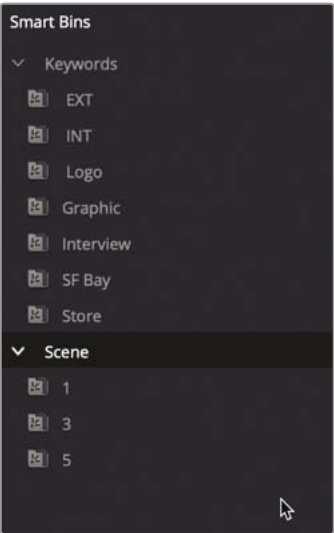 Smart Bins
Keywords
EXT
INT
Logo
Graphic
Interview
SF Bay
Store
Scene
1
3
5